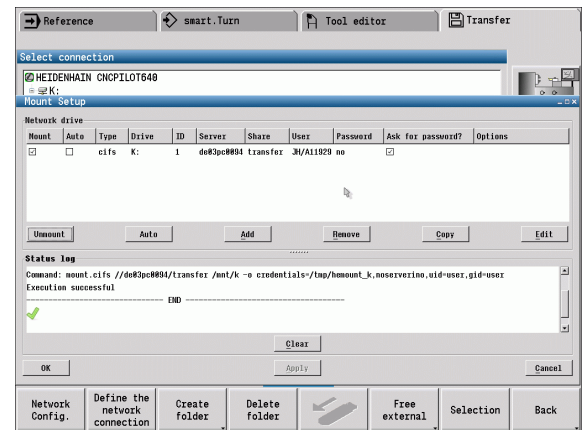 Reference
smart.Turn
Tool editor
Transfer
Select connection
HEIDENHAIN CNCPILOT640
K:
Mount Setup
Network drive
Mount Auto Type Drive ID Server Share User Password Ask for password? Options
cifs K: 1 de03pc0094 transfer JH/A11929 no
Unmount Auto Add Remove Copy Edit
Status log
Command: mount.cifs //de03pc0094/transfer /mnt/k -o credentials=/tmp/hemount_k,noserverino,uid=user,gid=user
Execution successful
------------------------------ END ----------------------------------
Clear
OK Apply Cancel
Network Config.
Define the network connection
Create folder
Delete folder
Free external
Selection
Back